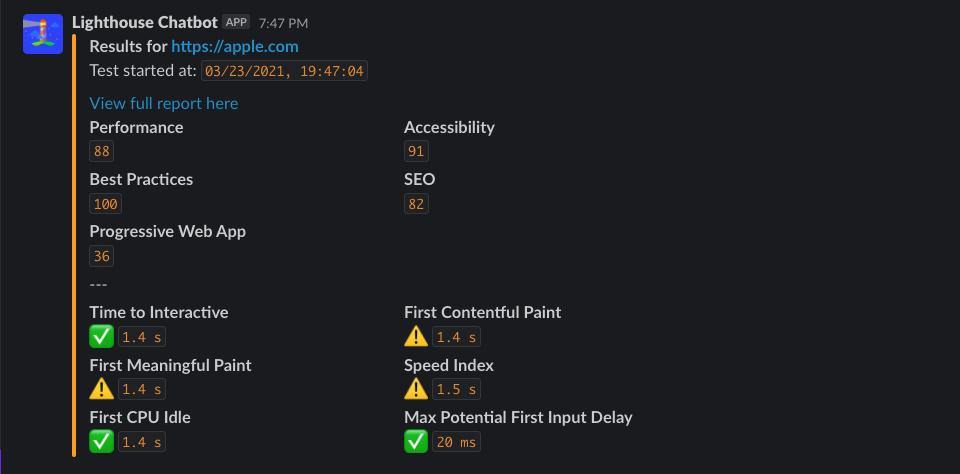 Lighthouse Chatbot APP 7:47 PM
Results for https://apple.com
Test started at: 03/23/2021, 19:47:04
View full report here
Performance Accessibility
88 91
Best Practices SEO
100 82
Progressive Web App
36
---
Time to Interactive First Contentful Paint
1.4 s 1.4 s
First Meaningful Paint Speed Index
1.4 s 1.5 s
First CPU Idle Max Potential First Input Delay
1.4 s 20 ms